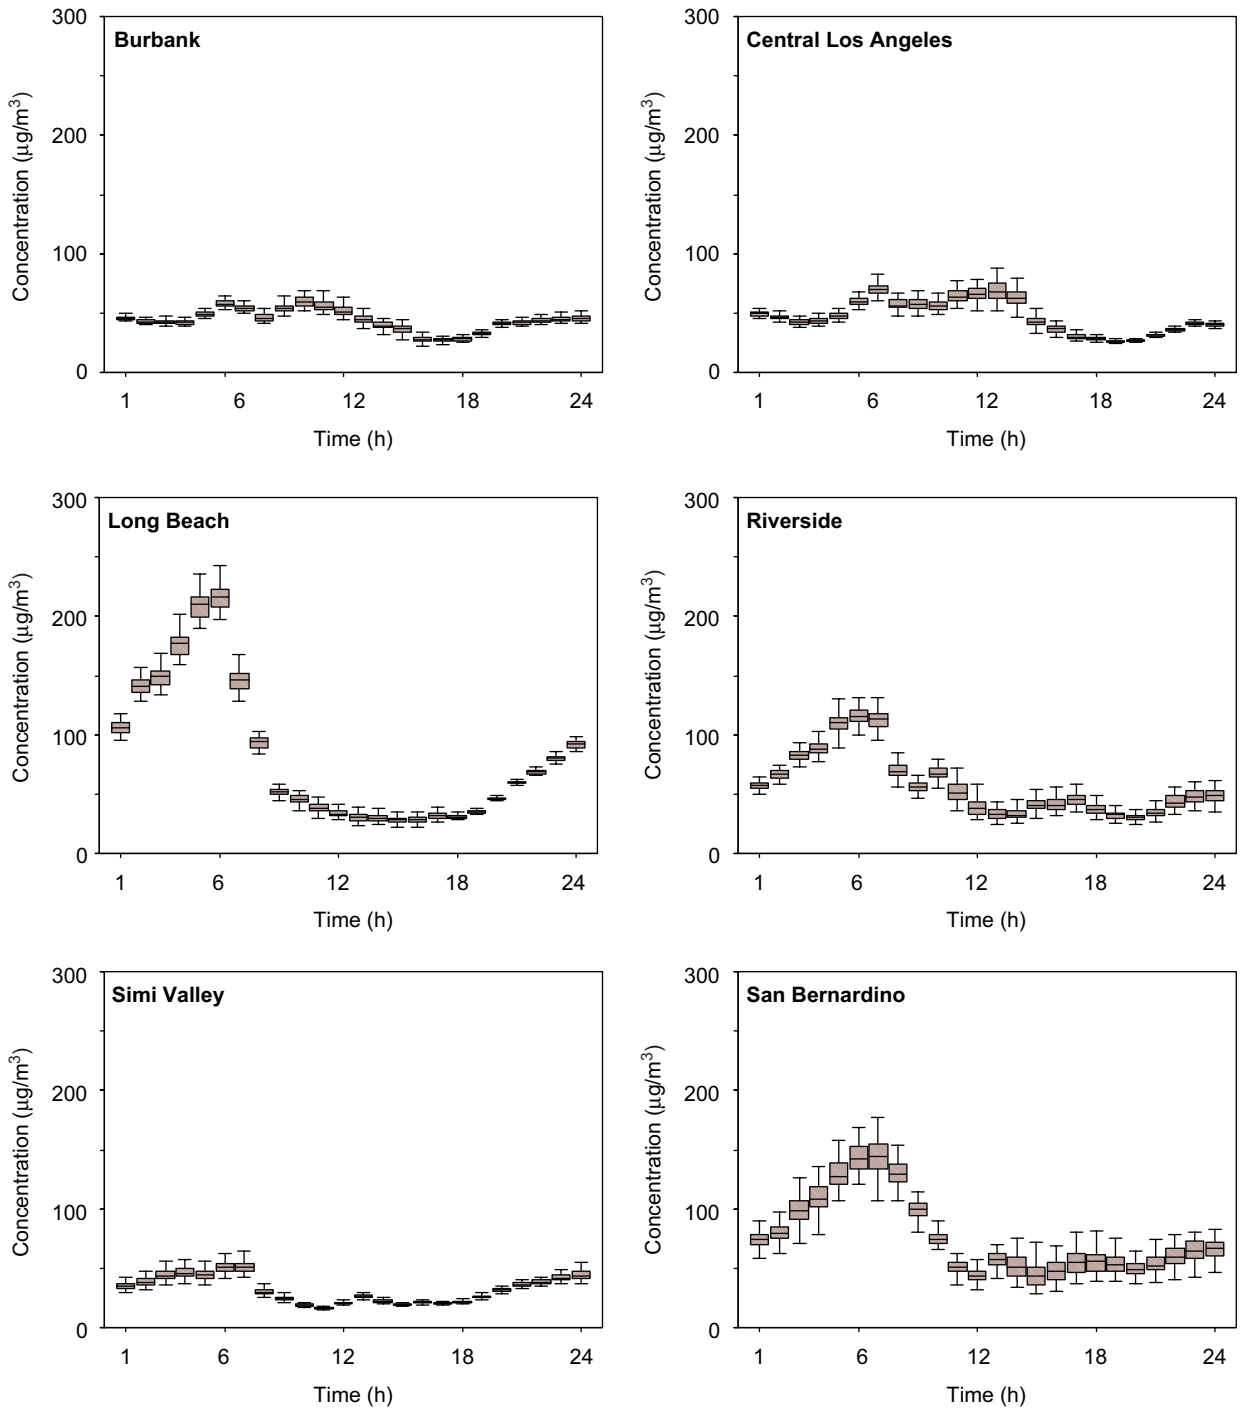 300
200
100
0
Concentration (μg/m³)
Burbank
1 6 12 18 24
Time (h)
300
200
100
0
Concentration (μg/m³)
Central Los Angeles
1 6 12 18 24
Time (h)
300
200
100
0
Concentration (μg/m³)
Long Beach
1 6 12 18 24
Time (h)
300
200
100
0
Concentration (μg/m³)
Riverside
1 6 12 18 24
Time (h)
300
200
100
0
Concentration (μg/m³)
Simi Valley
1 6 12 18 24
Time (h)
300
200
100
0
Concentration (μg/m³)
San Bernardino
1 6 12 18 24
Time (h)